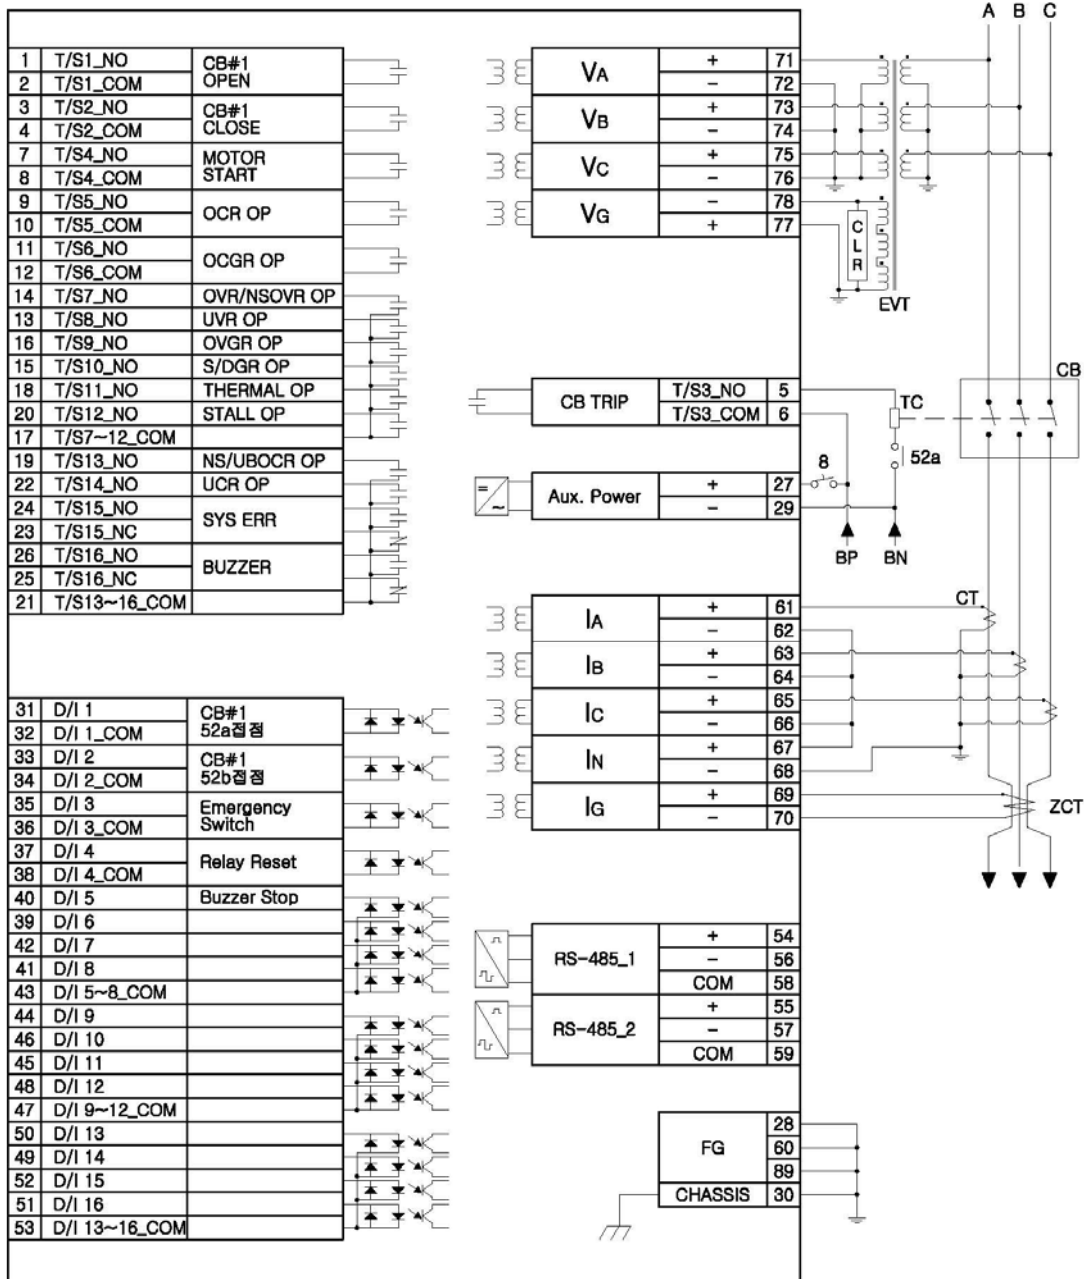 A B C
1 T/S1_NO CB#1 OPEN
2 T/S1_COM
3 T/S2_NO CB#1 CLOSE
4 T/S2_COM
7 T/S4_NO MOTOR START
8 T/S4_COM
9 T/S5_NO OCR OP
10 T/S5_COM
11 T/S6_NO OCGR OP
12 T/S6_COM
14 T/S7_NO OVR/NSOVR OP
13 T/S8_NO UVR OP
16 T/S9_NO OVGR OP
15 T/S10_NO S/DGR OP
18 T/S11_NO THERMAL OP
20 T/S12_NO STALL OP
17 T/S7~12_COM
19 T/S13_NO NS/UBOCR OP
22 T/S14_NO UCR OP
24 T/S15_NO SYS ERR
23 T/S15_NC
26 T/S16_NO BUZZER
25 T/S16_NC
21 T/S13~16_COM
31 D/I 1 CB#1 52a접점
32 D/I 1_COM
33 D/I 2 CB#1 52b접점
34 D/I 2_COM
35 D/I 3 Emergency Switch
36 D/I 3_COM
37 D/I 4 Relay Reset
38 D/I 4_COM
40 D/I 5 Buzzer Stop
39 D/I 6
42 D/I 7
41 D/I 8
43 D/I 5~8_COM
44 D/I 9
46 D/I 10
45 D/I 11
48 D/I 12
47 D/I 9~12_COM
50 D/I 13
49 D/I 14
52 D/I 15
51 D/I 16
53 D/I 13~16_COM
VA + 71
− 72
VB + 73
− 74
VC + 75
− 76
VG − 78
+ 77
CLR
EVT
CB TRIP T/S3_NO 5
T/S3_COM 6
TC
CB
52a
8
Aux. Power + 27
− 29
BP BN
IA + 61
− 62
IB + 63
− 64
IC + 65
− 66
IN + 67
− 68
IG + 69
− 70
CT
ZCT
RS-485_1 + 54
− 56
COM 58
RS-485_2 + 55
− 57
COM 59
FG 28
60
89
CHASSIS 30